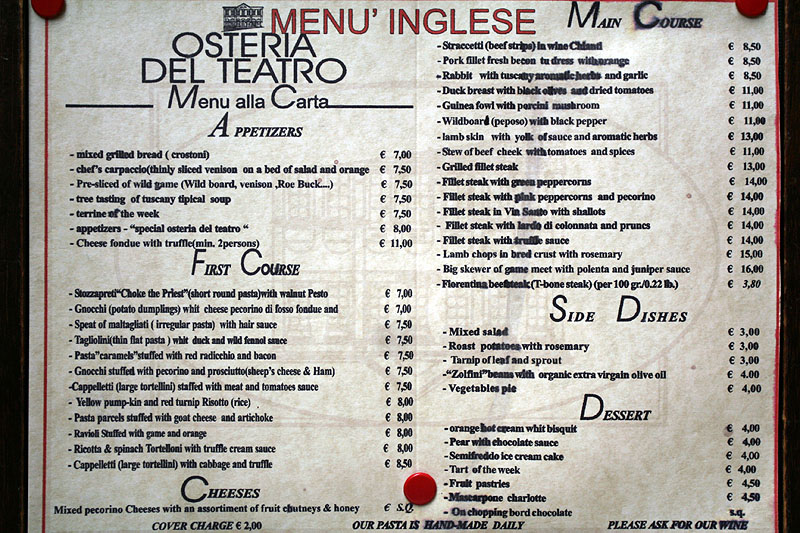 MENU' INGLESE
OSTERIA
DEL TEATRO
Menu alla Carta
APPETIZERS
- mixed grilled bread ( crostoni) € 7,00
- chef's carpaccio(thinly sliced venison on a bed of salad and orange € 7,50
- Pre-sliced of wild game (Wild board, venison ,Roe Buck....) € 7,50
- tree tasting of tuscany tipical soup € 7,50
- terrine of the week € 7,50
- appetizers - “special osteria del teatro “ € 8,00
- Cheese fondue with truffle(min. 2persons) € 11,00
FIRST COURSE
- Stozzapreti“Choke the Priest”(short round pasta)with walnut Pesto € 7,00
- Gnocchi (potato dumplings) whit cheese pecorino di fosso fondue and € 7,00
- Speat of maltagliati ( irregular pasta) with hair sauce € 7,50
- Tagliolini(thin flat pasta ) whit duck and wild fennol sauce € 7,50
- Pasta”caramels”stuffed with red radicchio and bacon € 7,50
- Gnocchi stuffed with pecorino and prosciutto(sheep's cheese & Ham) € 7,50
-Cappelletti (large tortellini) staffed with meat and tomatoes sauce € 7,50
- Yellow pump-kin and red turnip Risotto (rice) € 8,00
- Pasta parcels stuffed with goat cheese and artichoke € 8,00
- Ravioli Stuffed with game and orange € 8,00
- Ricotta & spinach Tortelloni with truffle cream sauce € 8,00
- Cappelletti (large tortellini) with cabbage and truffle € 8,50
CHEESES
Mixed pecorino Cheeses with an assortiment of fruit chutneys & honey € S.Q.
MAIN COURSE
- Straccetti (beef strips) in wine Chianti € 8,50
- Pork fillet fresh becon tu dress with orange € 8,50
- Rabbit with tuscany aromatic herbs and garlic € 8,50
- Duck breast with black olives and dried tomatoes € 11,00
- Guinea fowl with porcini mushroom € 11,00
- Wildboard (peposo) with black pepper € 11,00
- lamb skin with yolk of sauce and aromatic herbs € 13,00
- Stew of beef cheek with tomatoes and spices € 11,00
- Grilled fillet steak € 13,00
- Fillet steak with green peppercorns € 14,00
- Fillet steak with pink peppercorns and pecorino € 14,00
- Fillet steak in Vin Santo with shallots € 14,00
- Fillet steak with lardo di colonnata and pruncs € 14,00
- Fillet steak with truffle sauce € 14,00
- Lamb chops in bred crust with rosemary € 15,00
- Big skewer of game meet with polenta and juniper sauce € 16,00
- Florentina beefsteak (T-bone steak) (per 100 gr./0.22 lb.) € 3,80
SIDE DISHES
- Mixed salad € 3,00
- Roast potatoes with rosemary € 3,00
- Tarnip of leaf and sprout € 3,00
-“Zolfini”beans with organic extra virgin olive oil € 4.00
- Vegetables pie € 4,00
DESSERT
- orange hot cream whit bisquit € 4,00
- Pear with chocolate sauce € 4,00
- Semifreddo ice cream cake € 4,00
- Tart of the week € 4,00
- Fruit pastries € 4,50
- Mascarpone charlotte € 4,50
- On chopping bord chocolate s.q.
COVER CHARGE € 2,00 OUR PASTA IS HAND-MADE DAILY PLEASE ASK FOR OUR WINE